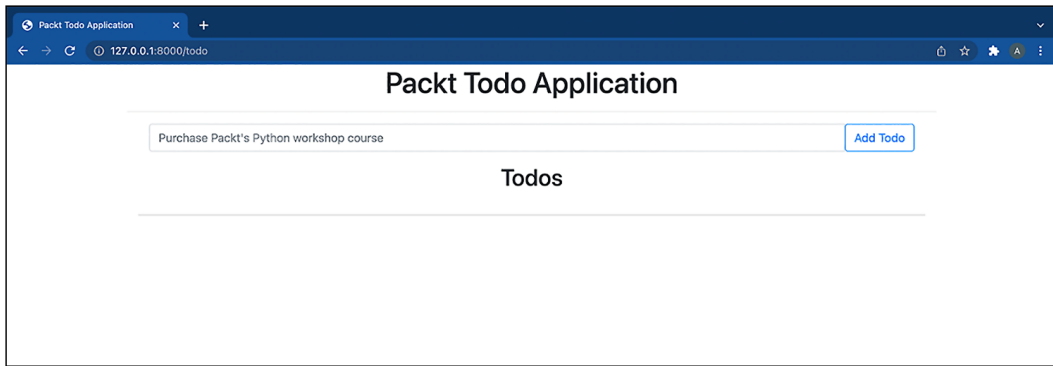 Packt Todo Application
127.0.0.1:8000/todo
A
Packt Todo Application
Purchase Packt's Python workshop course
Add Todo
Todos